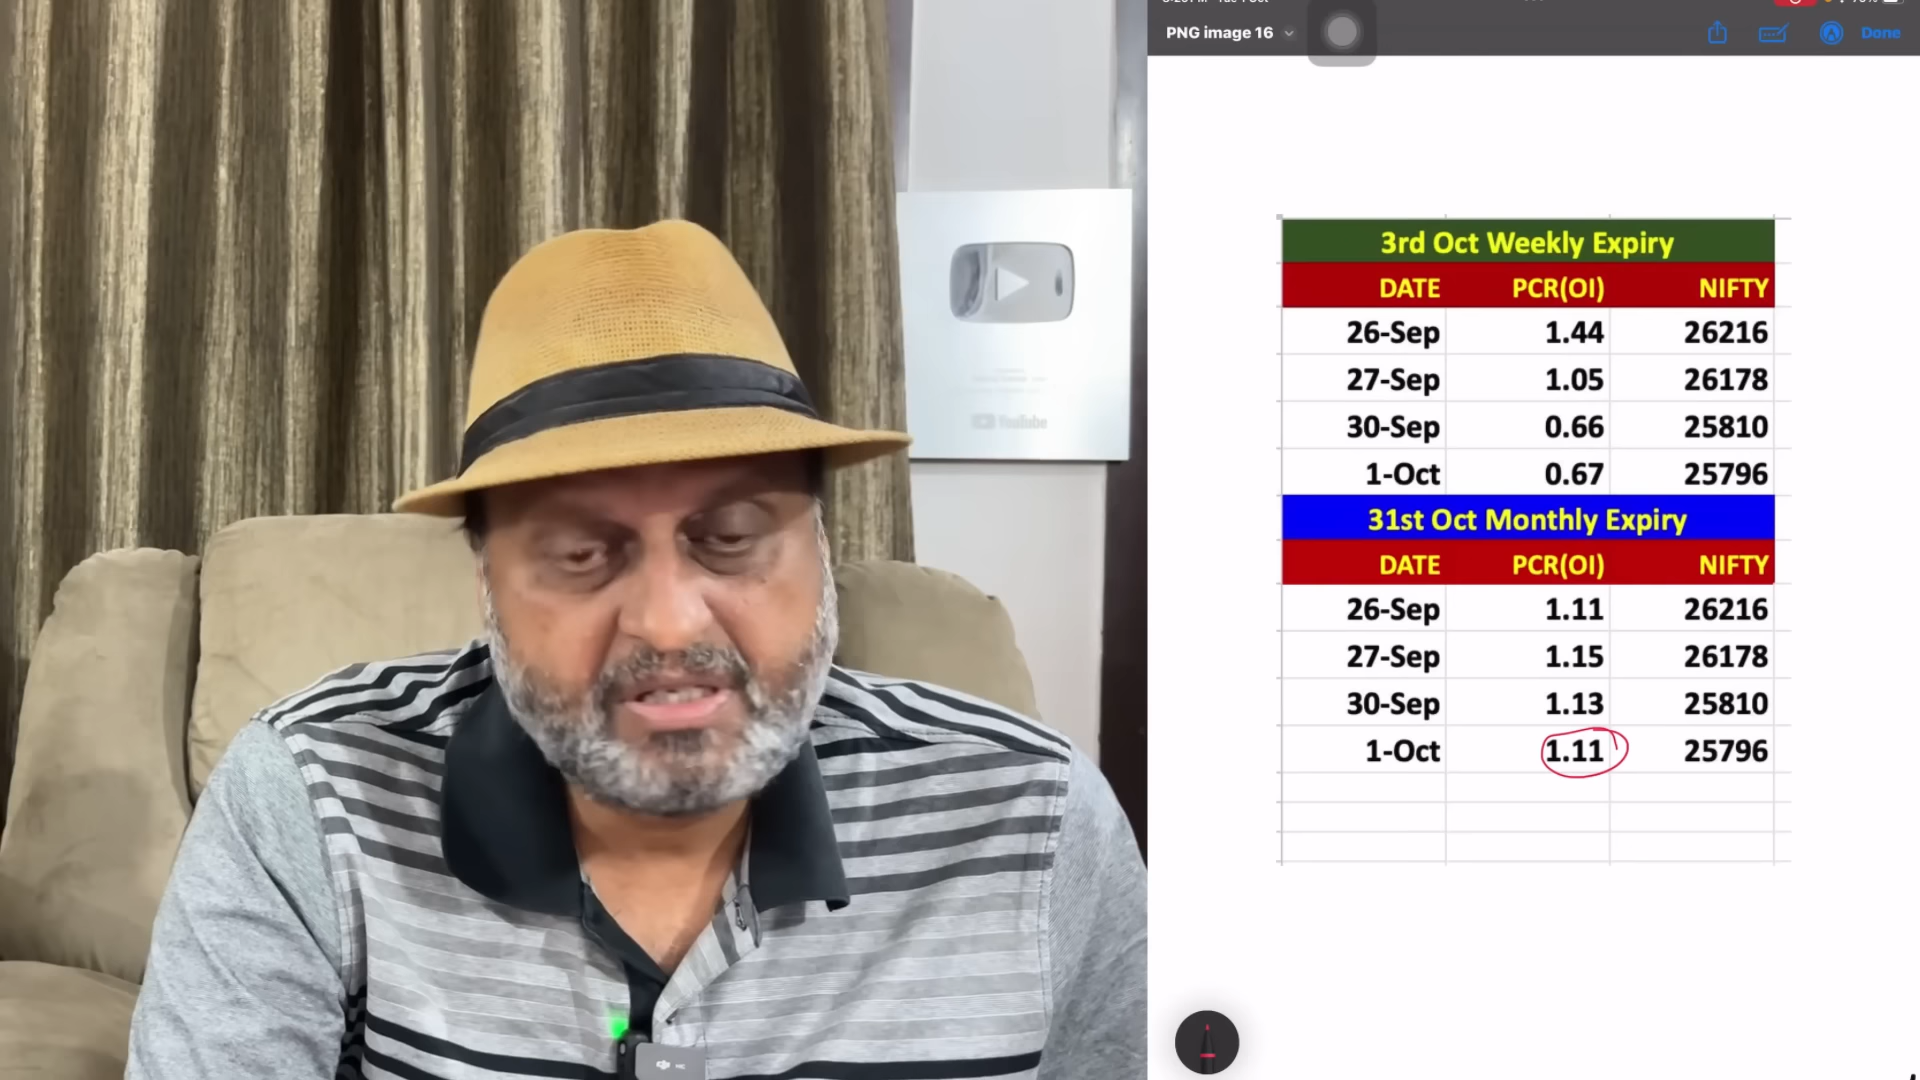 PNG image 16
Done
YouTube
3rd Oct Weekly Expiry
DATE PCR(OI) NIFTY
26-Sep 1.44 26216
27-Sep 1.05 26178
30-Sep 0.66 25810
1-Oct 0.67 25796
31st Oct Monthly Expiry
DATE PCR(OI) NIFTY
26-Sep 1.11 26216
27-Sep 1.15 26178
30-Sep 1.13 25810
1-Oct 1.11 25796